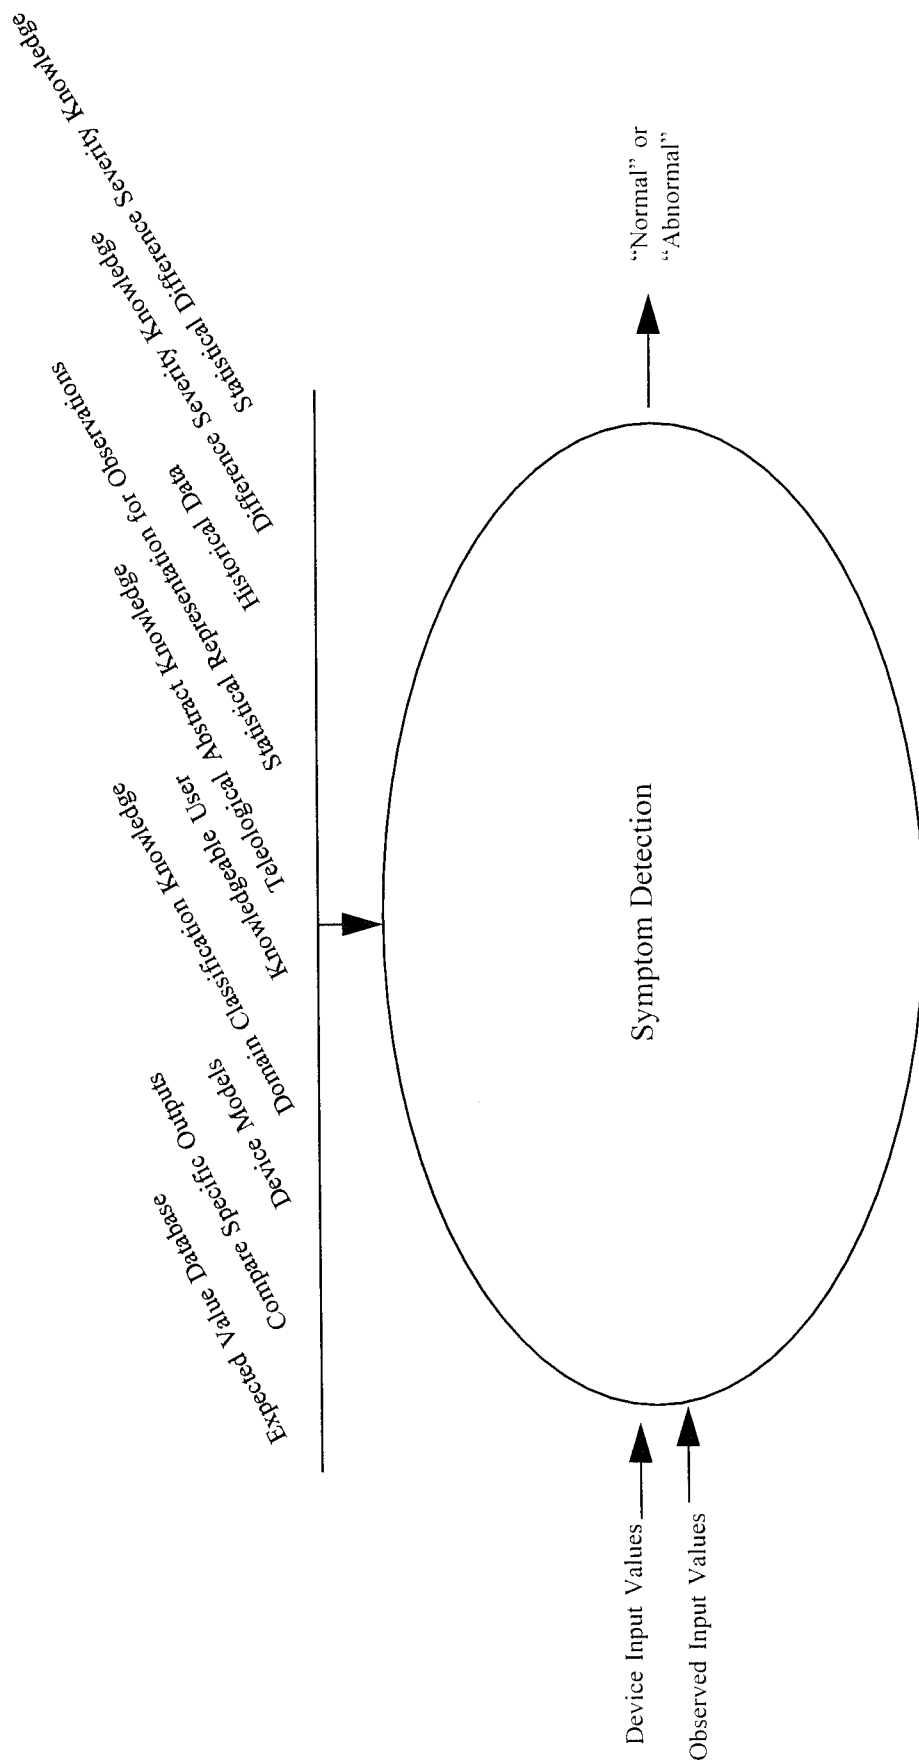 Expected Value Database
Compare Specific Outputs
Device Models
Domain Classification Knowledge
Knowledgeable User
Teleological Abstract Knowledge
Statistical Representation for Observations
Historical Data
Difference Severity Knowledge
Statistical Difference Severity Knowledge
Device Input Values
Observed Input Values
Symptom Detection
“Normal” or
“Abnormal”